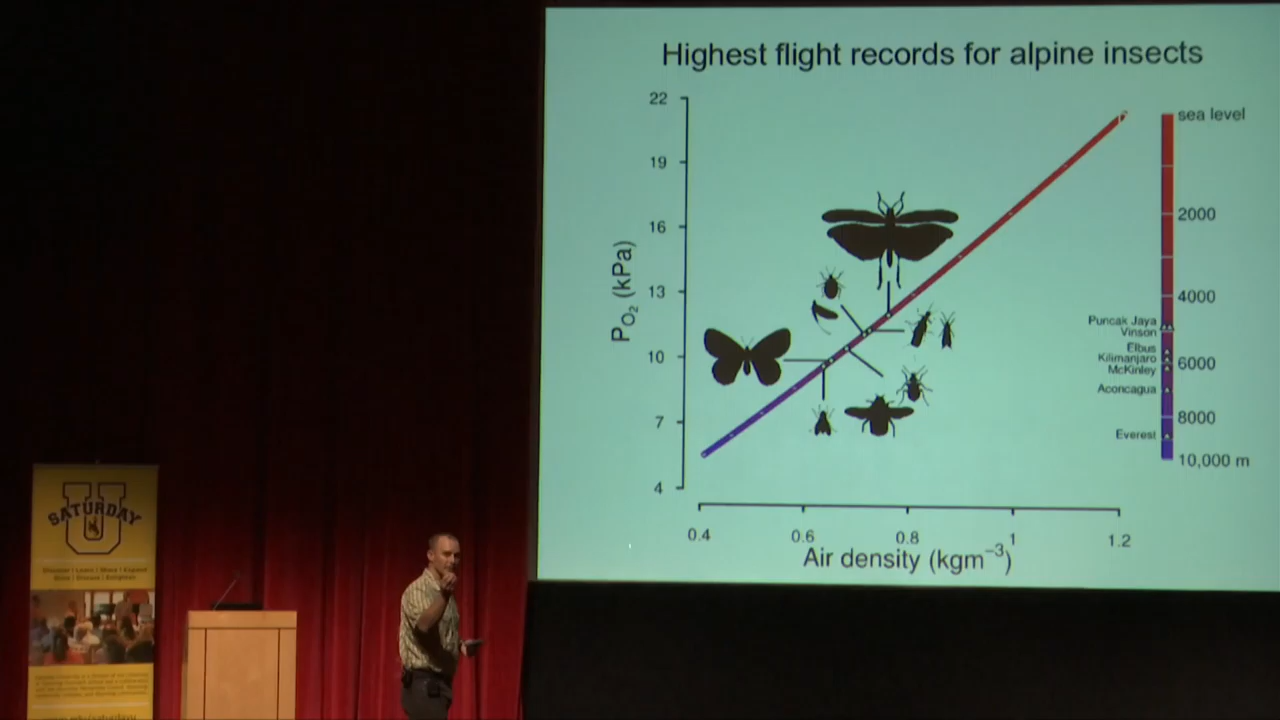 Highest flight records for alpine insects
22
19
16
13
10
7
4
PO2 (kPa)
0.4
0.6
0.8
1
1.2
Air density (kgm−3)
sea level
2000
4000
Puncak Jaya
Vinson
Elbus
Kilimanjaro
6000
McKinley
Aconcagua
8000
Everest
10,000 m
U
SATURDAY